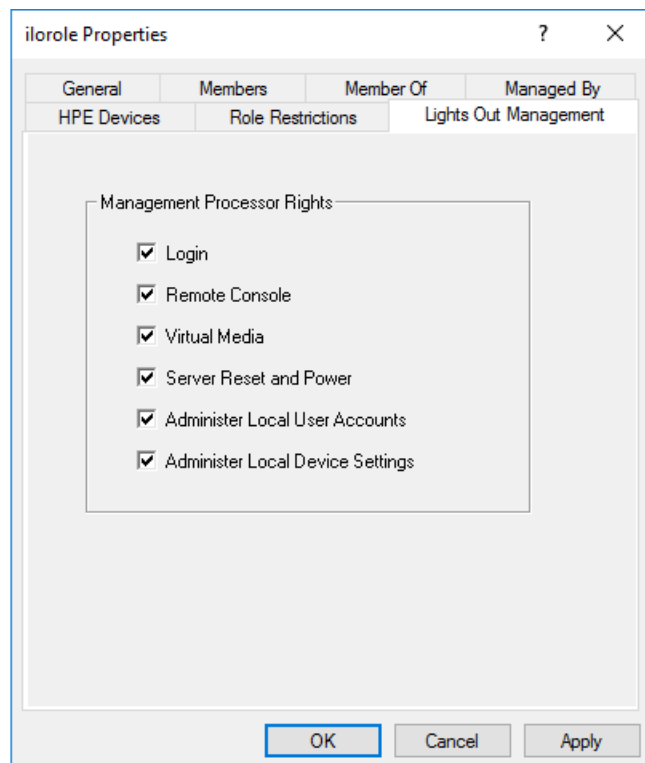 ilorole Properties
General Members Member Of Managed By
HPE Devices Role Restrictions Lights Out Management
Management Processor Rights
Login
Remote Console
Virtual Media
Server Reset and Power
Administer Local User Accounts
Administer Local Device Settings
OK Cancel Apply